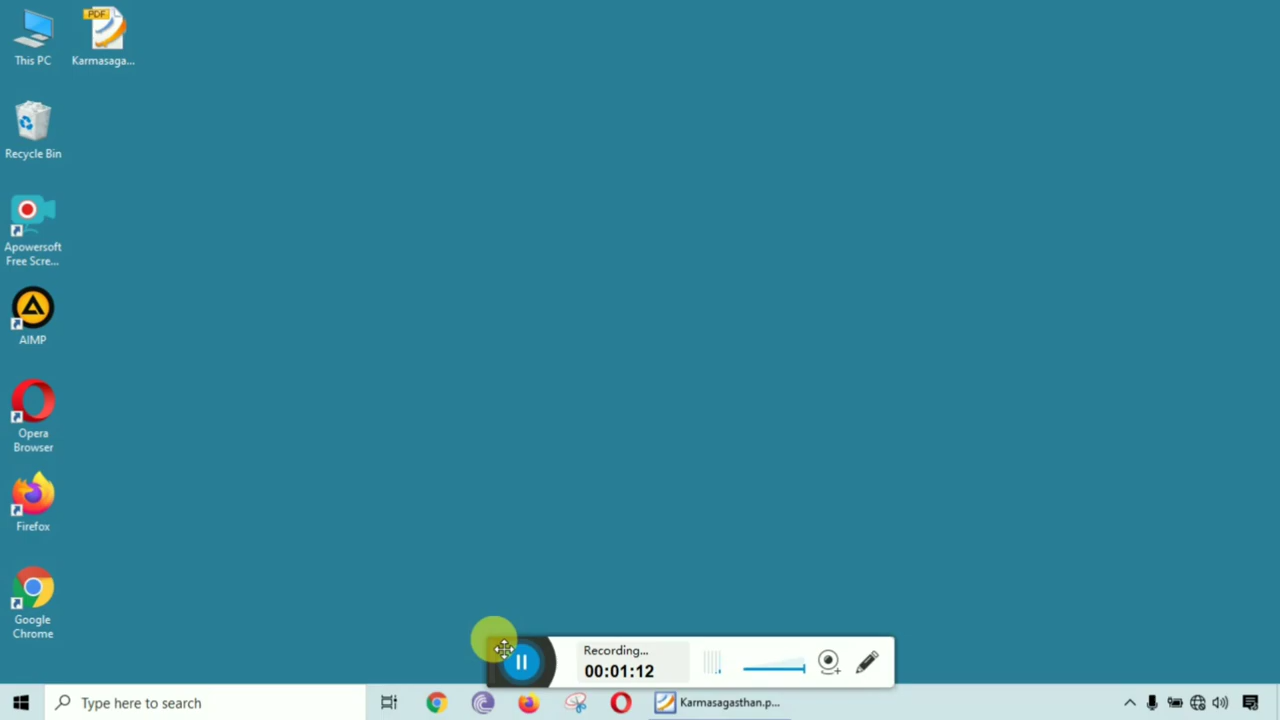 This PC
PDF
Karmasaga...
Recycle Bin
Apowersoft
Free Scre...
AIMP
Opera
Browser
Firefox
Google
Chrome
Recording...
00:01:12
Type here to search
Karmasagasthan.p...